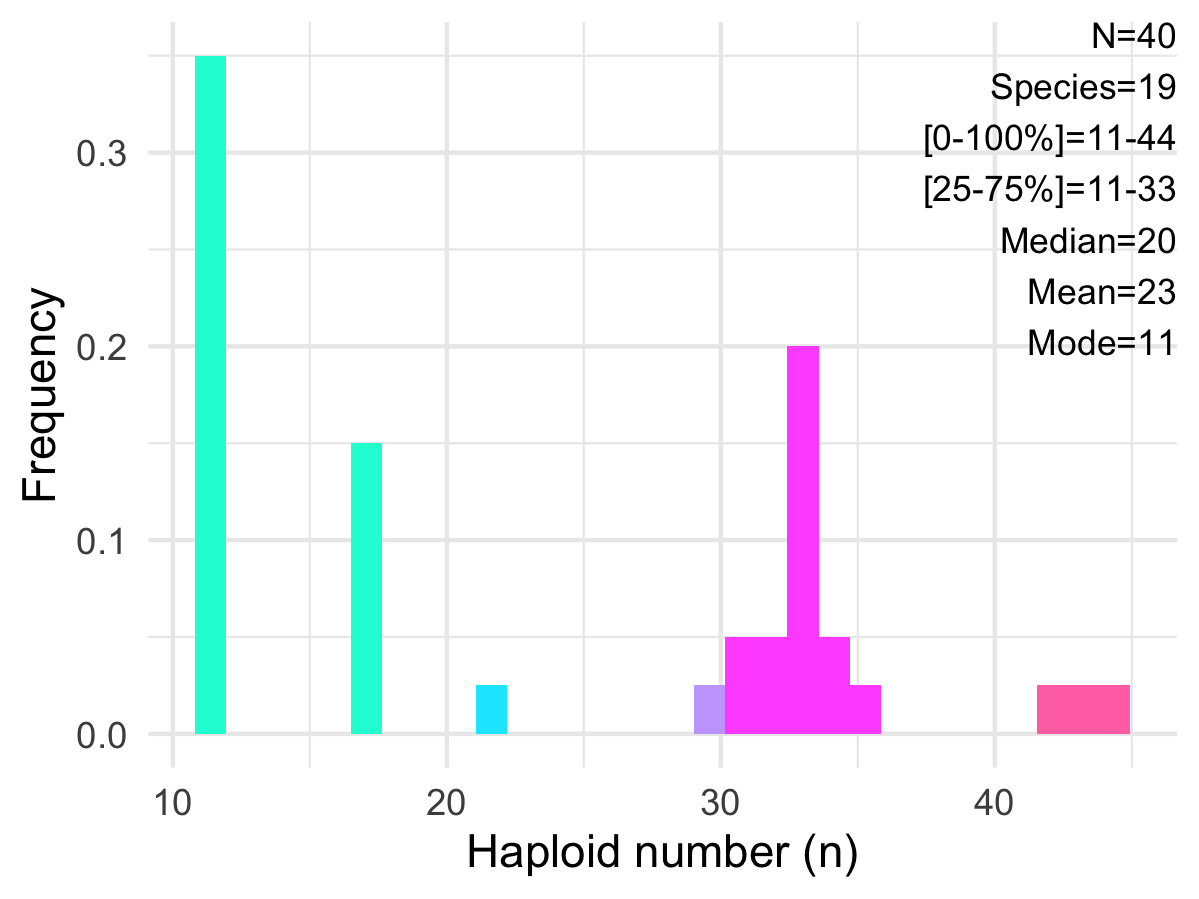 N=40
Species=19
[0-100%]=11-44
[25-75%]=11-33
Median=20
Mean=23
Mode=11
Frequency
0.3
0.2
0.1
0.0
10 20 30 40
Haploid number (n)